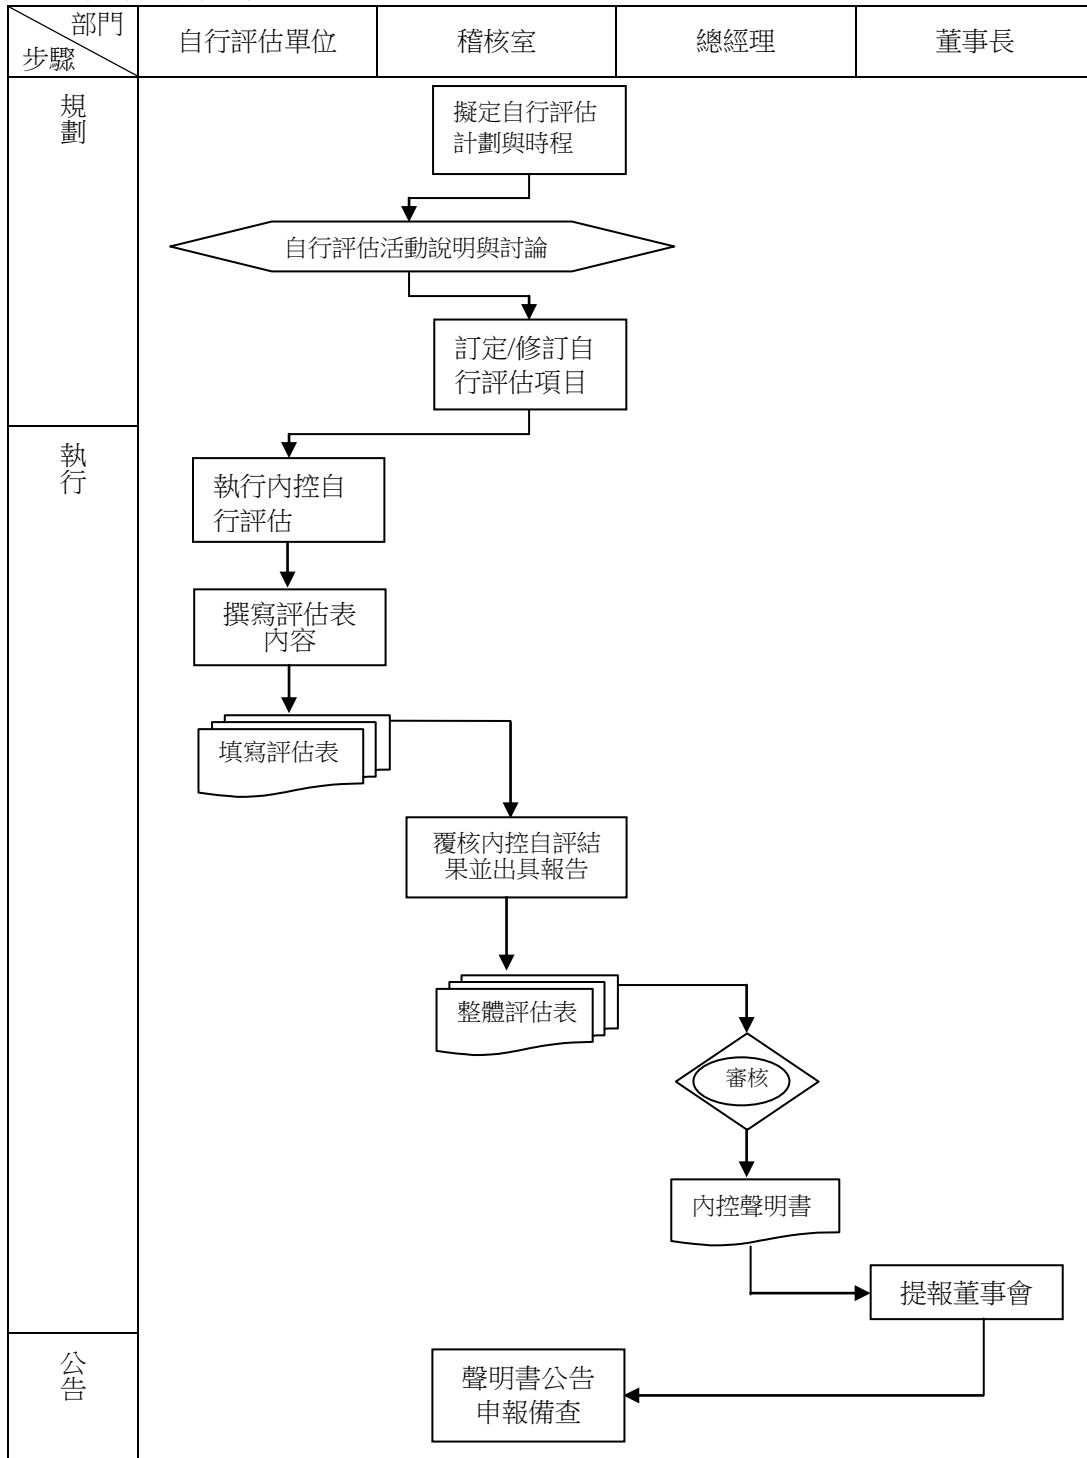 部門
步驟
自行評估單位
稽核室
總經理
董事長
規
劃
擬定自行評估
計劃與時程
自行評估活動說明與討論
訂定/修訂自
行評估項目
執
行
執行內控自
行評估
撰寫評估表
內容
填寫評估表
覆核內控自評結
果並出具報告
整體評估表
審核
內控聲明書
提報董事會
公
告
聲明書公告
申報備查